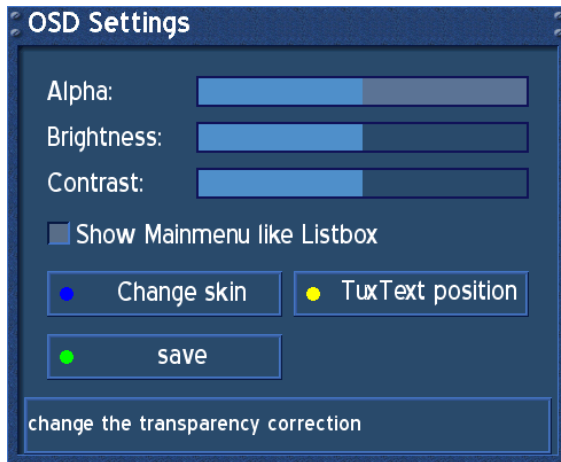 OSD Settings
Alpha:
Brightness:
Contrast:
Show Mainmenu like Listbox
Change skin
TuxText position
save
change the transparency correction